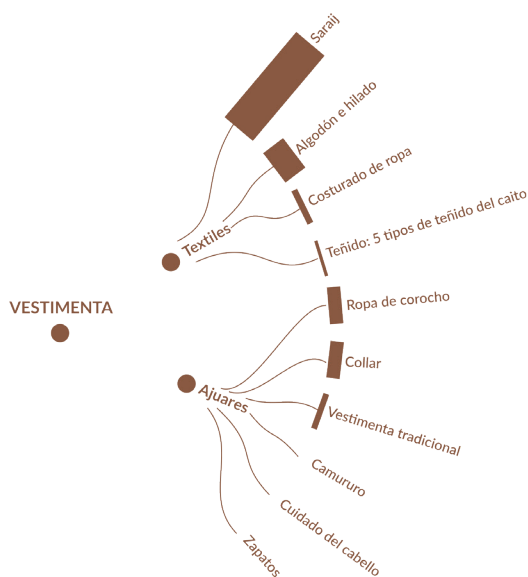 VESTIMENTA
Textiles
Saraij
Algodón e hilado
Costurado de ropa
Teñido: 5 tipos de teñido del caito
Ajuares
Ropa de corocho
Collar
Vestimenta tradicional
Camururo
Cuidado del cabello
Zapatos